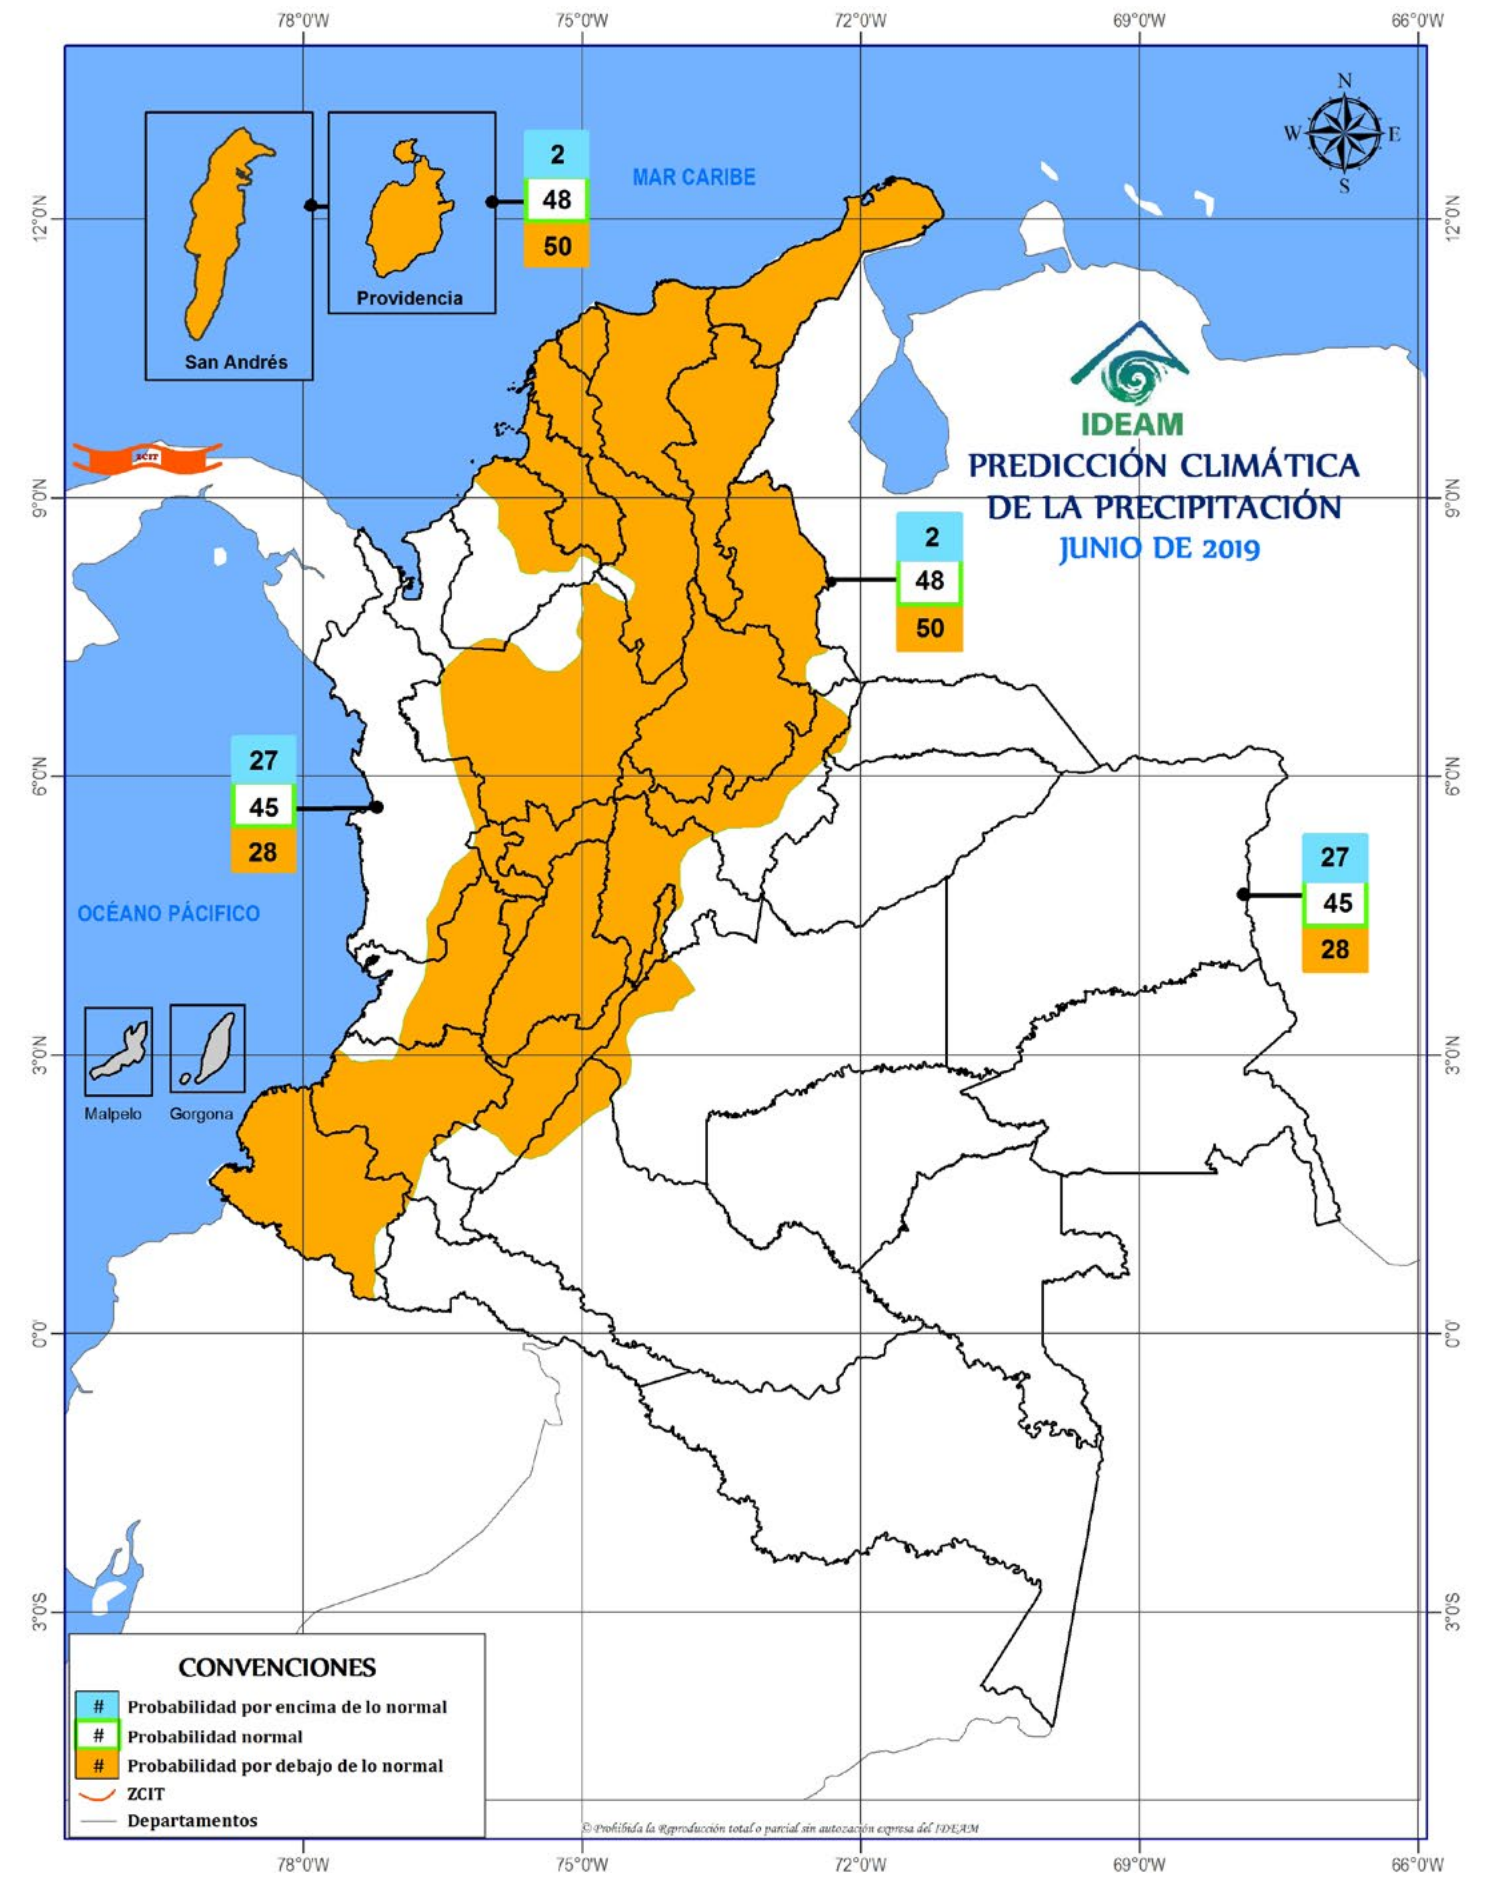 78°0'W 75°0'W 72°0'W 69°0'W 66°0'W
N
W E
S
2
48
50
MAR CARIBE
12°0'N 12°0'N
Providencia
San Andrés
IDEAM
PREDICCIÓN CLIMÁTICA
DE LA PRECIPITACIÓN
JUNIO DE 2019
ZCIT
9°0'N 9°0'N
2
48
50
27
45
28
6°0'N 6°0'N
27
45
28
OCÉANO PÁCIFICO
3°0'N 3°0'N
Malpelo Gorgona
0°0' 0°0'
3°0'S 3°0'S
CONVENCIONES
# Probabilidad por encima de lo normal
# Probabilidad normal
# Probabilidad por debajo de lo normal
ZCIT
Departamentos
© Prohibida la Reproducción total o parcial sin autozación expresa del IDEAM
78°0'W 75°0'W 72°0'W 69°0'W 66°0'W